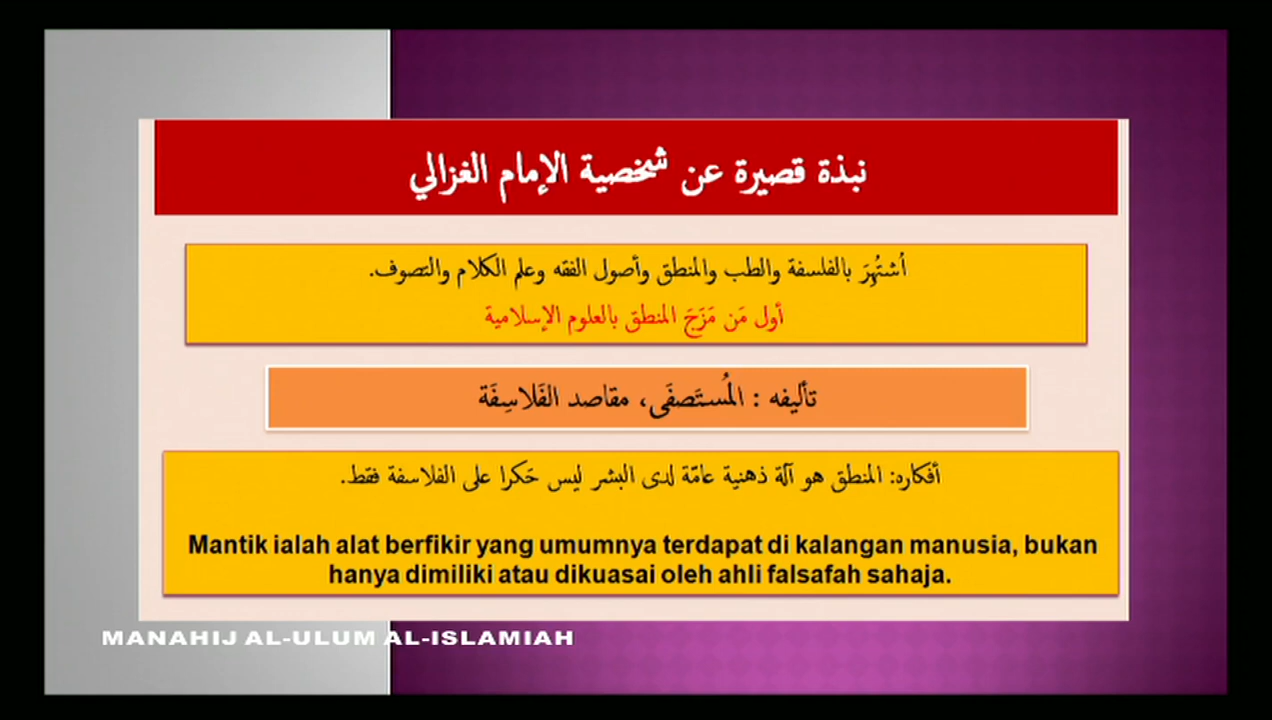 نبذة قصيرة عن شخصية الإمام الغزالي
أُشتُهِرَ بالفلسفة والطب والمنطق وأصول الفقه وعلم الكلام والتصوف.
أول مَن مَزَجَ المنطق بالعلوم الإسلامية
تأليفه : المُستَصفَى، مقاصد الفَلاسِفَة
أفكاره: المنطق هو آلة ذهنية عامّة لدى البشر ليس حَكرا على الفلاسفة فقط.
Mantik ialah alat berfikir yang umumnya terdapat di kalangan manusia, bukan
hanya dimiliki atau dikuasai oleh ahli falsafah sahaja.
MANAHIJ AL-ULUM AL-ISLAMIAH